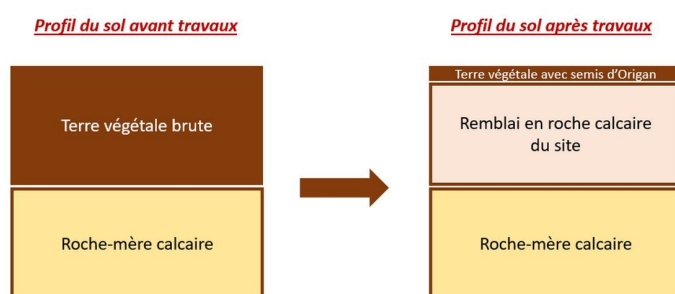 Profil du sol avant travaux
Profil du sol après travaux
Terre végétale brute
Roche-mère calcaire
Terre végétale avec semis d’Origan
Remblai en roche calcaire
du site
Roche-mère calcaire